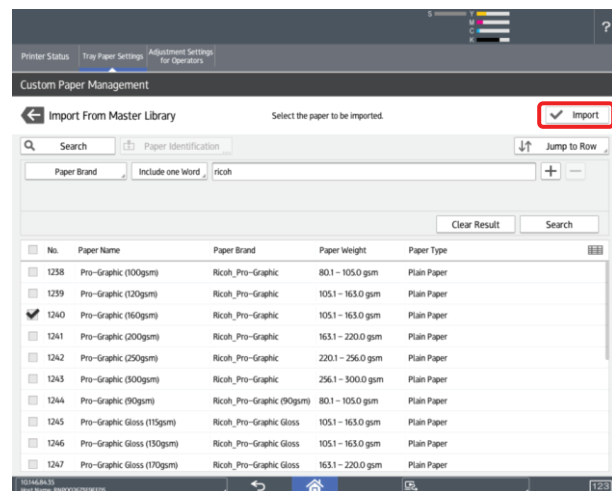 S Y
M
C
K
?
Printer Status Tray Paper Settings Adjustment Settings for Operators
Custom Paper Management
Import From Master Library Select the paper to be imported. Import
Search Paper Identification Jump to Row
Paper Brand Include one Word ricoh + −
Clear Result Search
No. Paper Name Paper Brand Paper Weight Paper Type
1238 Pro-Graphic (100gsm) Ricoh_Pro-Graphic 80.1 - 105.0 gsm Plain Paper
1239 Pro-Graphic (120gsm) Ricoh_Pro-Graphic 105.1 - 163.0 gsm Plain Paper
1240 Pro-Graphic (160gsm) Ricoh_Pro-Graphic 105.1 - 163.0 gsm Plain Paper
1241 Pro-Graphic (200gsm) Ricoh_Pro-Graphic 163.1 - 220.0 gsm Plain Paper
1242 Pro-Graphic (250gsm) Ricoh_Pro-Graphic 220.1 - 256.0 gsm Plain Paper
1243 Pro-Graphic (300gsm) Ricoh_Pro-Graphic 256.1 - 300.0 gsm Plain Paper
1244 Pro-Graphic (90gsm) Ricoh_Pro-Graphic (90gsm) 80.1 - 105.0 gsm Plain Paper
1245 Pro-Graphic Gloss (115gsm) Ricoh_Pro-Graphic Gloss 105.1 - 163.0 gsm Plain Paper
1246 Pro-Graphic Gloss (130gsm) Ricoh_Pro-Graphic Gloss 105.1 - 163.0 gsm Plain Paper
1247 Pro-Graphic Gloss (170gsm) Ricoh_Pro-Graphic Gloss 163.1 - 220.0 gsm Plain Paper
123
Host Name: